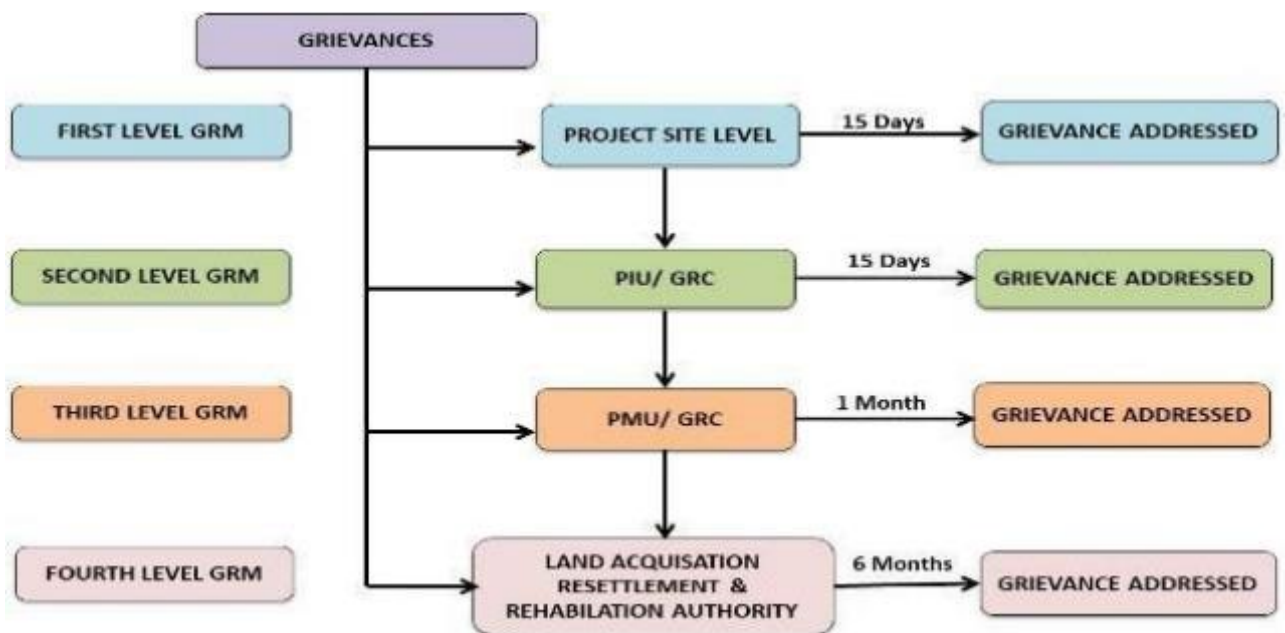 GRIEVANCES
FIRST LEVEL GRM
PROJECT SITE LEVEL
15 Days
GRIEVANCE ADDRESSED
SECOND LEVEL GRM
PIU/ GRC
15 Days
GRIEVANCE ADDRESSED
THIRD LEVEL GRM
PMU/ GRC
1 Month
GRIEVANCE ADDRESSED
FOURTH LEVEL GRM
LAND ACQUISATION
RESETTLEMENT &
REHABILATION AUTHORITY
6 Months
GRIEVANCE ADDRESSED